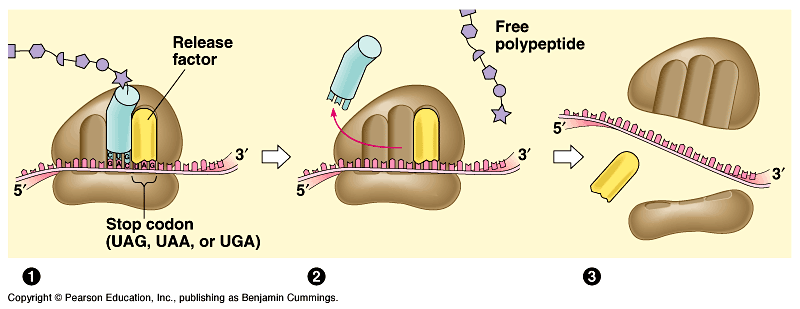 Release
factor
5′
3′
Stop codon
(UAG, UAA, or UGA)
1
Free
polypeptide
5′
3′
2
5′
3′
3
Copyright © Pearson Education, Inc., publishing as Benjamin Cummings.